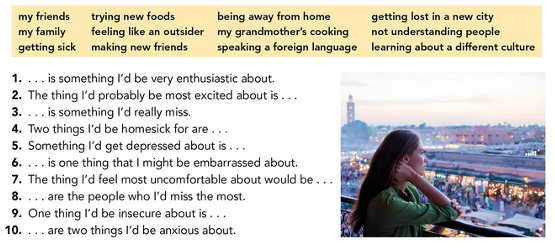 my friends trying new foods being away from home getting lost in a new city
my family feeling like an outsider my grandmother's cooking not understanding people
getting sick making new friends speaking a foreign language learning about a different culture
1. . . . is something I'd be very enthusiastic about.
2. The thing I'd probably be most excited about is . . .
3. . . . is something I'd really miss.
4. Two things I'd be homesick for are . . .
5. Something I'd get depressed about is . . .
6. . . . is one thing that I might be embarrassed about.
7. The thing I'd feel most uncomfortable about would be . . .
8. . . . are the people who I'd miss the most.
9. One thing I'd be insecure about is . . .
10. . . . are two things I'd be anxious about.